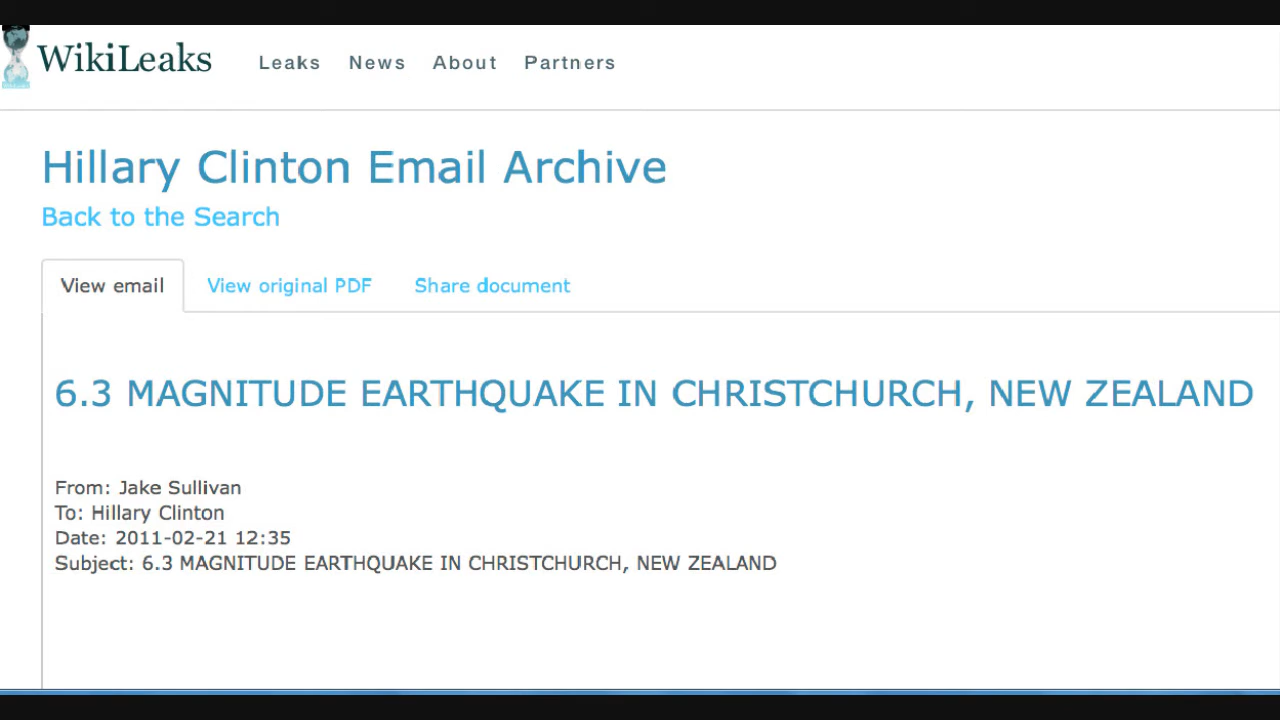 WikiLeaks Leaks News About Partners
Hillary Clinton Email Archive
Back to the Search
View email View original PDF Share document
6.3 MAGNITUDE EARTHQUAKE IN CHRISTCHURCH, NEW ZEALAND
From: Jake Sullivan
To: Hillary Clinton
Date: 2011-02-21 12:35
Subject: 6.3 MAGNITUDE EARTHQUAKE IN CHRISTCHURCH, NEW ZEALAND